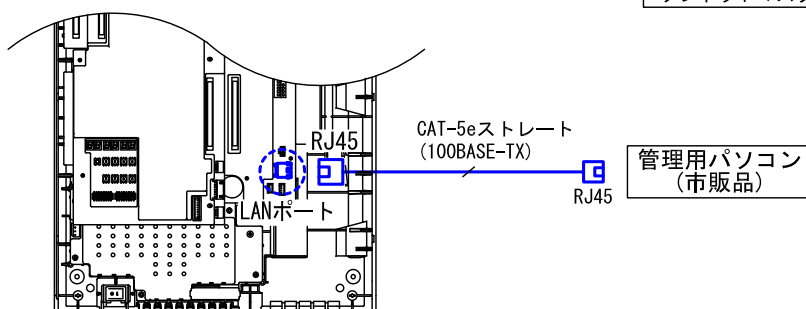 RJ45
CAT-5eストレート
(100BASE-TX)
管理用パソコン
(市販品)
RJ45
LANポート